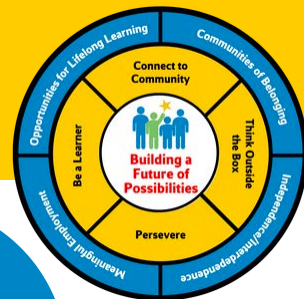 Opportunities for Lifelong Learning
Communities of Belonging
Connect to
Community
Be a Learner
Think Outside
the Box
Building a
Future of
Possibilities
Persevere
Meaningful Employment
Independence/Interdependence